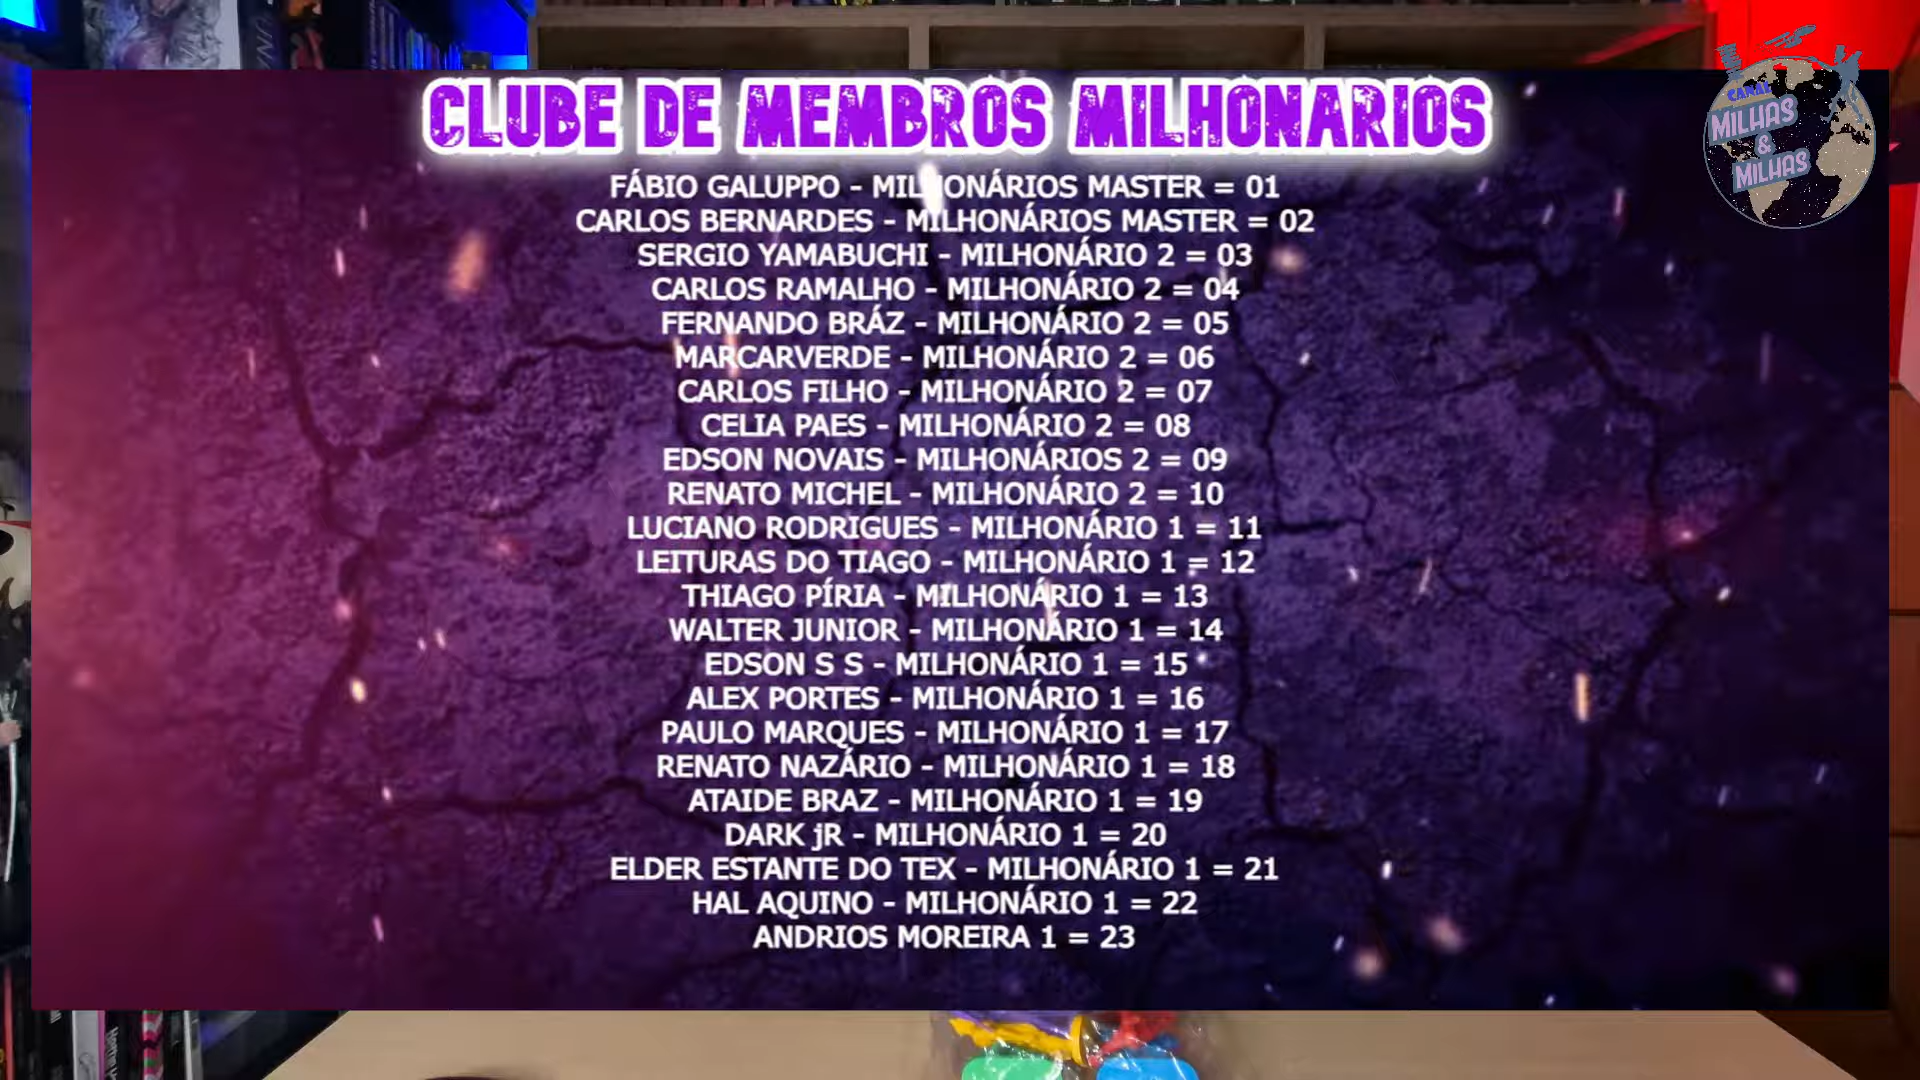 CLUBE DE MEMBROS MILHONARIOS
CANAL
MILHAS
&
MILHAS
FÁBIO GALUPPO - MILHONÁRIOS MASTER = 01
CARLOS BERNARDES - MILHONÁRIOS MASTER = 02
SERGIO YAMABUCHI - MILHONÁRIO 2 = 03
CARLOS RAMALHO - MILHONÁRIO 2 = 04
FERNANDO BRÁZ - MILHONÁRIO 2 = 05
MARCARVERDE - MILHONÁRIO 2 = 06
CARLOS FILHO - MILHONÁRIO 2 = 07
CELIA PAES - MILHONÁRIO 2 = 08
EDSON NOVAIS - MILHONÁRIOS 2 = 09
RENATO MICHEL - MILHONÁRIO 2 = 10
LUCIANO RODRIGUES - MILHONÁRIO 1 = 11
LEITURAS DO TIAGO - MILHONÁRIO 1 = 12
THIAGO PÍRIA - MILHONÁRIO 1 = 13
WALTER JUNIOR - MILHONÁRIO 1 = 14
EDSON S S - MILHONÁRIO 1 = 15
ALEX PORTES - MILHONÁRIO 1 = 16
PAULO MARQUES - MILHONÁRIO 1 = 17
RENATO NAZÁRIO - MILHONÁRIO 1 = 18
ATAIDE BRAZ - MILHONÁRIO 1 = 19
DARK jR - MILHONÁRIO 1 = 20
ELDER ESTANTE DO TEX - MILHONÁRIO 1 = 21
HAL AQUINO - MILHONÁRIO 1 = 22
ANDRIOS MOREIRA 1 = 23